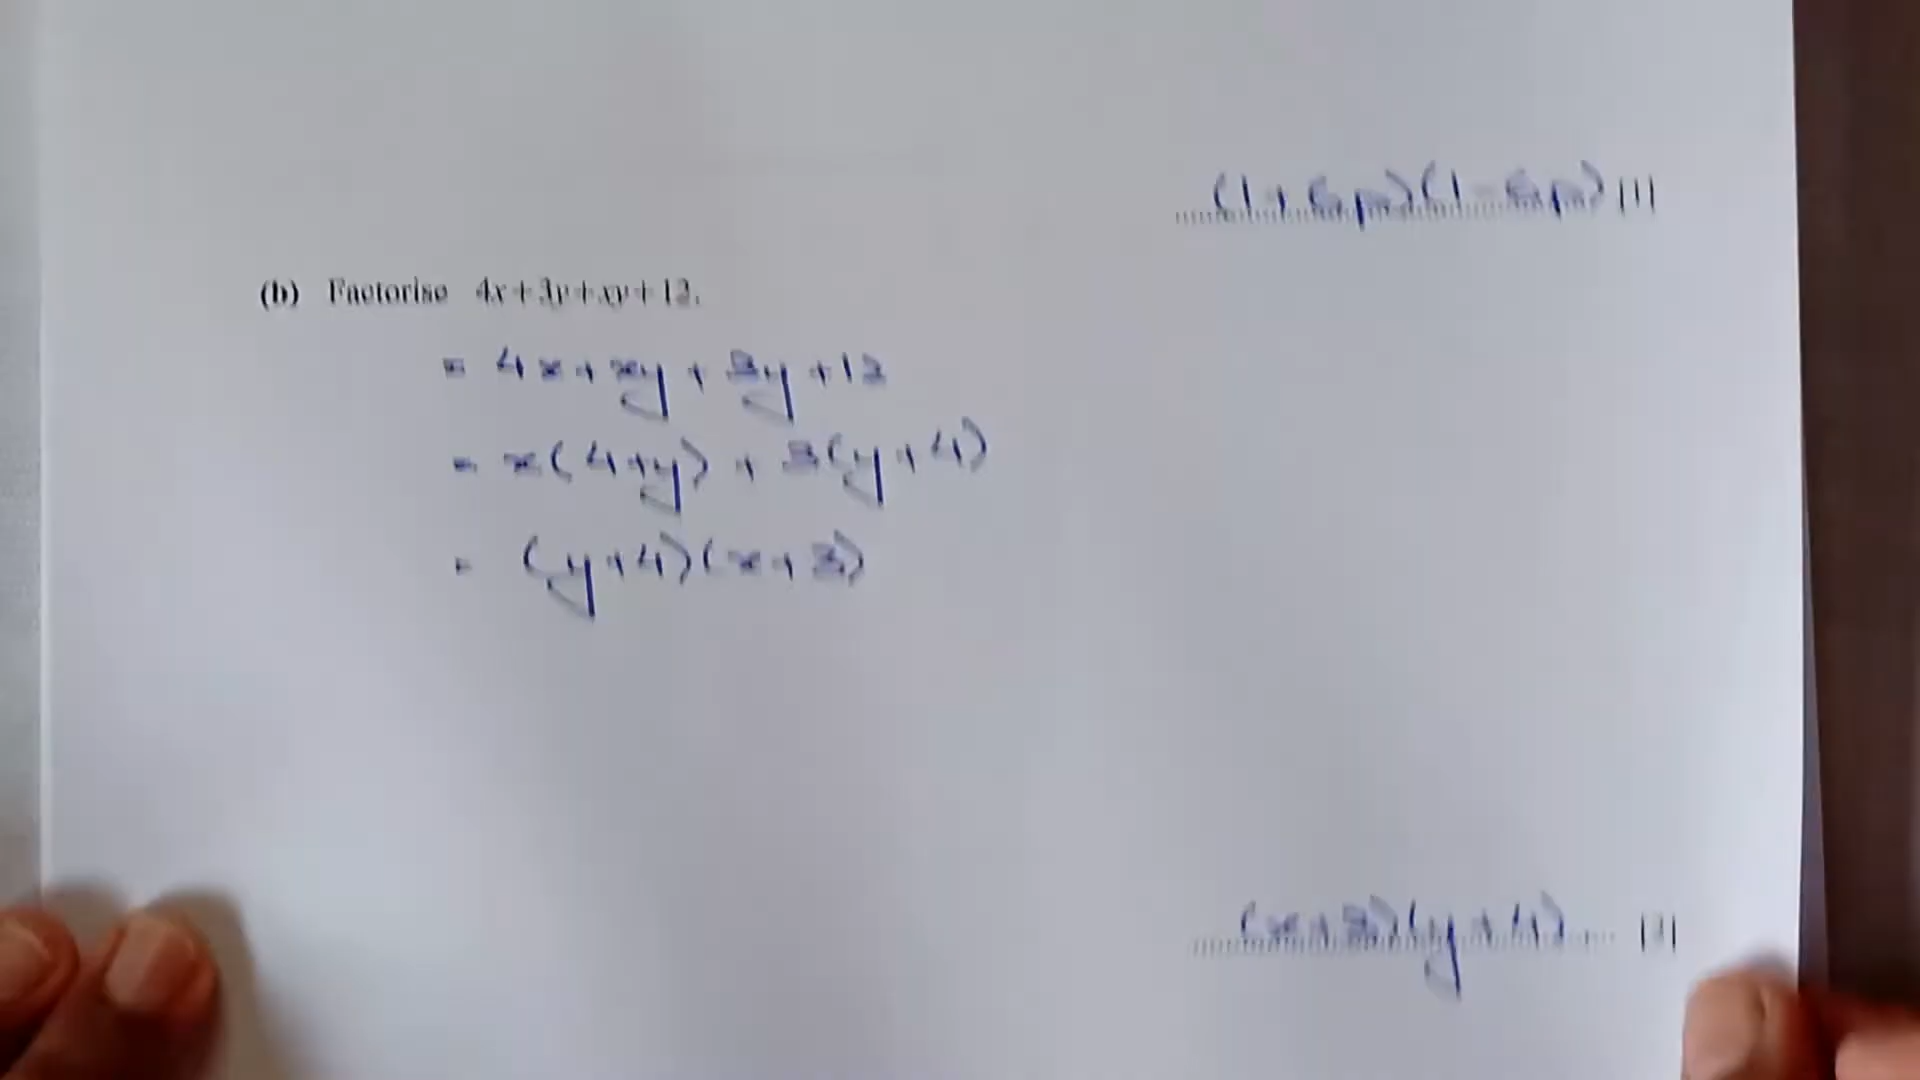 (1+6p)(1-6p) [1]
(b) Factorise 4x+3y+xy+12.
= 4x+xy+3y+12
= x(4+y)+3(y+4)
= (y+4)(x+3)
(x+3)(y+4)